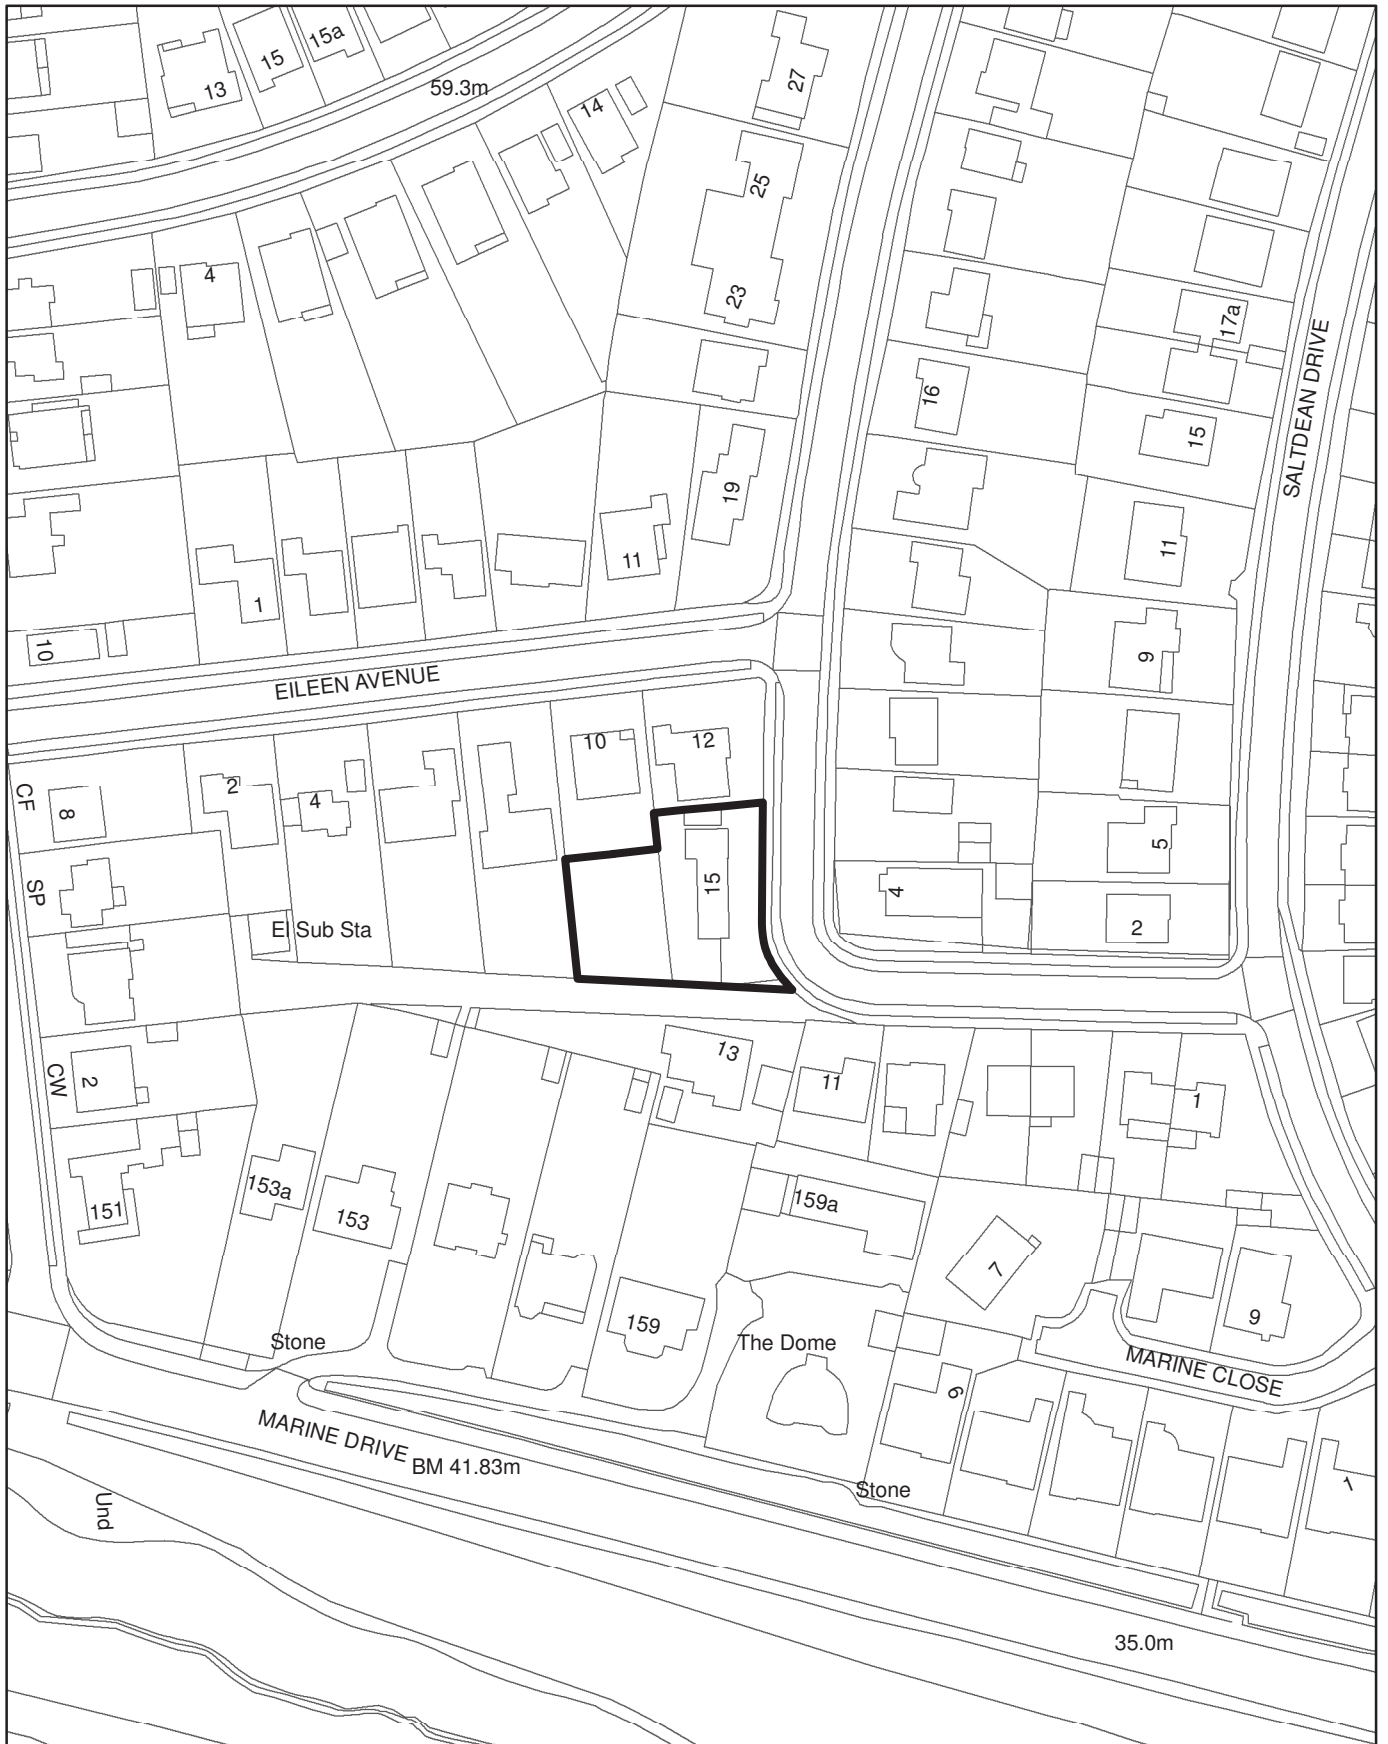 15a
15
27
13
59.3m
14
25
4
23
17a
SALTDEAN DRIVE
16
15
19
11
11
1
10
9
EILEEN AVENUE
10
12
2
CF
4
8
5
15
4
SP
2
El Sub Sta
13
CW
2
11
1
153a
159a
151
153
7
9
159
Stone
The Dome
MARINE CLOSE
6
MARINE DRIVE
BM 41.83m
1
Stone
Und
35.0m